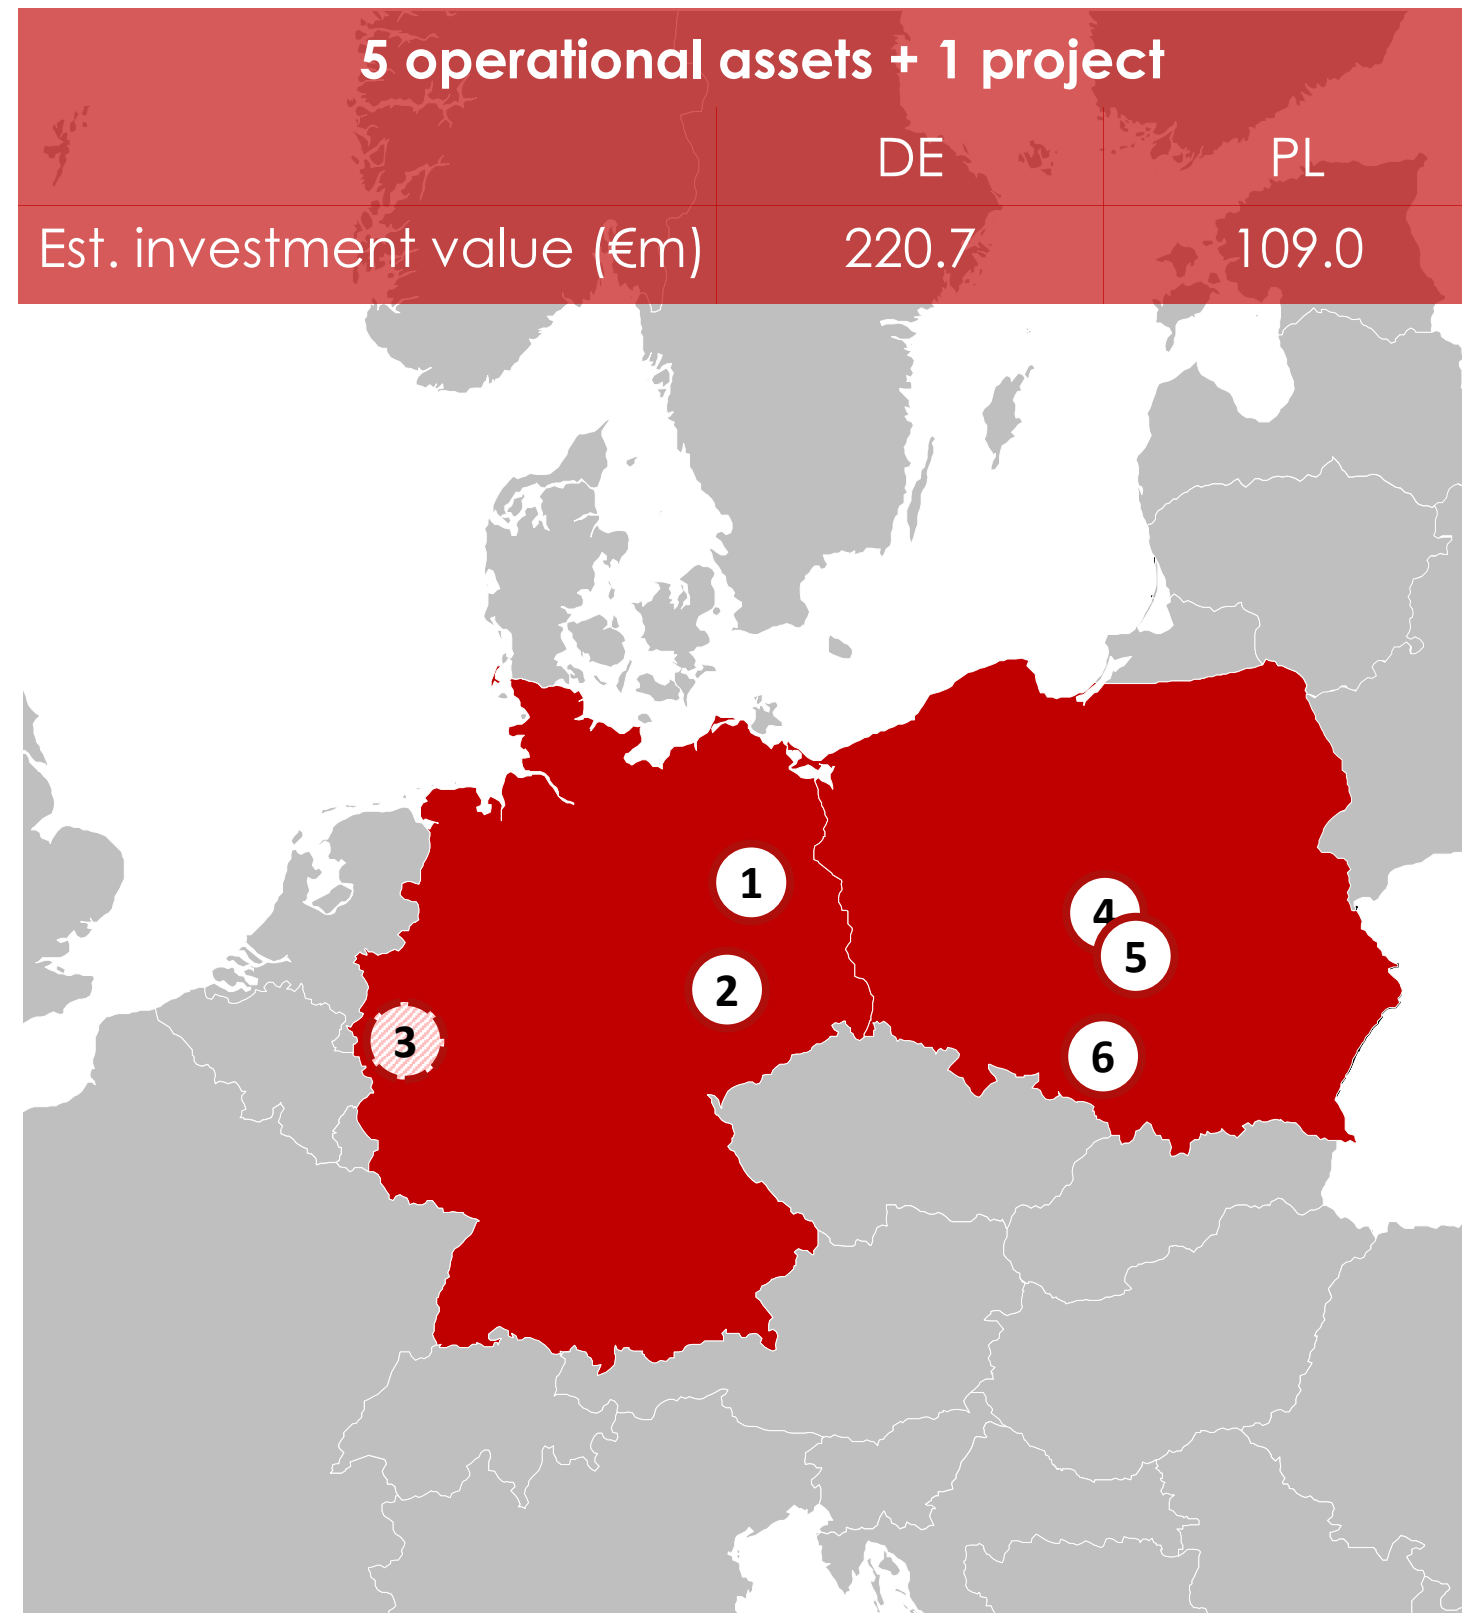 5 operational assets + 1 project
DE PL
Est. investment value (€m) 220.7 109.0
1
4
5
2
3
6